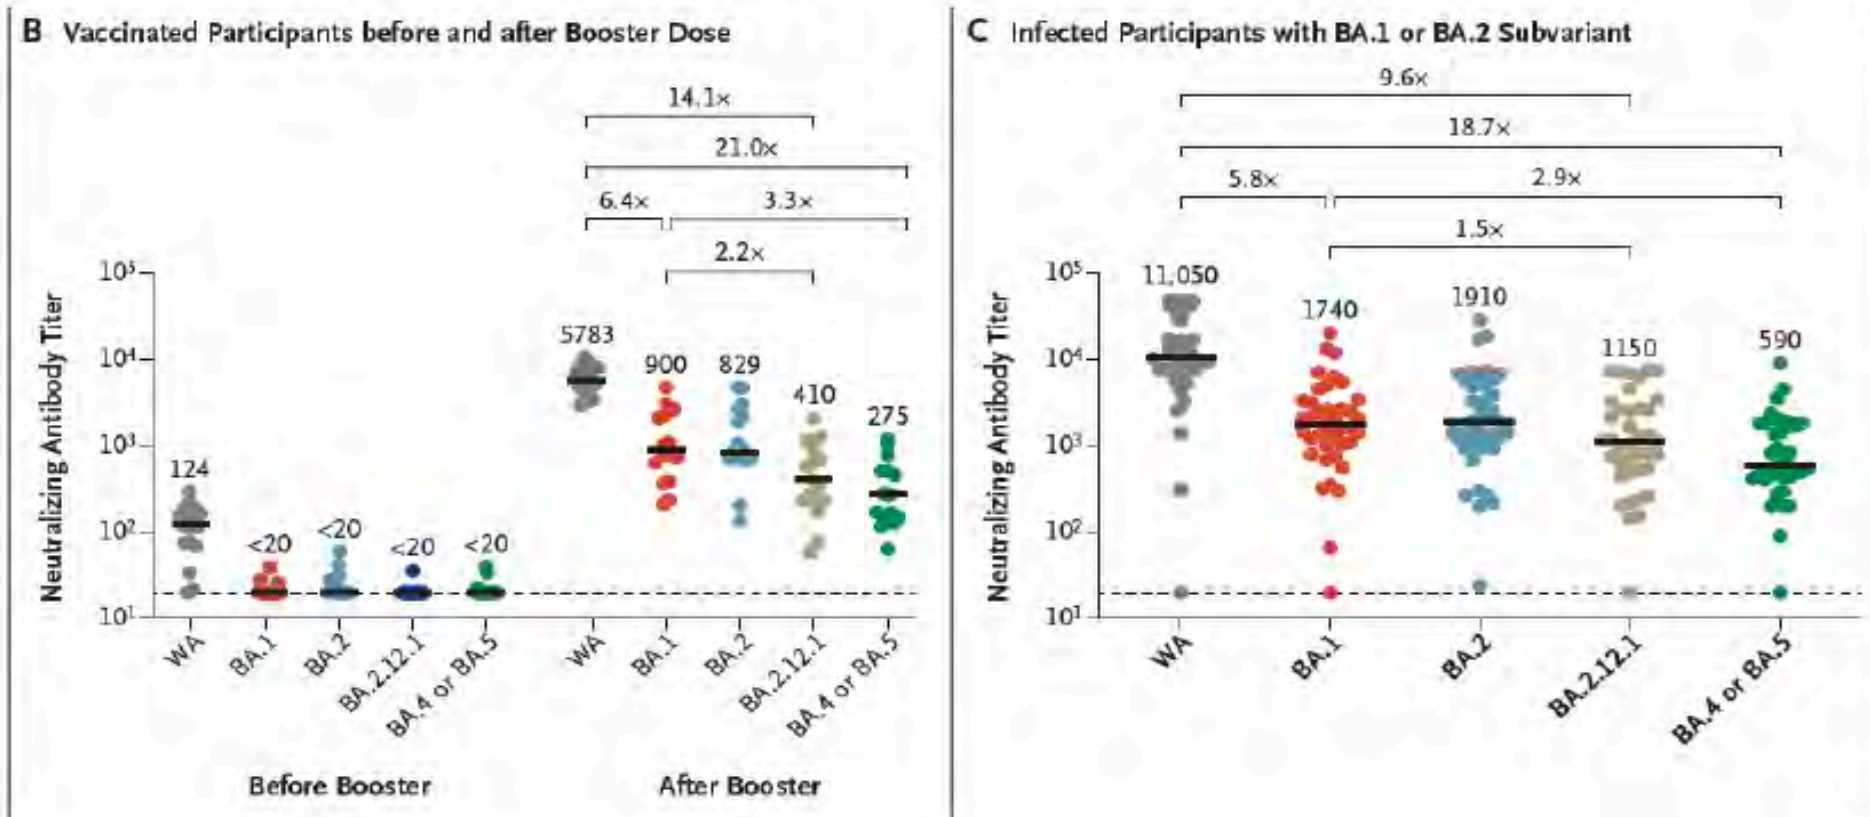 B Vaccinated Participants before and after Booster Dose
14.1×
21.0×
6.4× 3.3×
2.2×
Neutralizing Antibody Titer
10⁵
10⁴
10³
10²
10¹
124
<20
<20
<20
<20
5783
900
829
410
275
WA
BA.1
BA.2
BA.2.12.1
BA.4 or BA.5
WA
BA.1
BA.2
BA.2.12.1
BA.4 or BA.5
Before Booster
After Booster
C Infected Participants with BA.1 or BA.2 Subvariant
9.6×
18.7×
5.8× 2.9×
1.5×
Neutralizing Antibody Titer
10⁵
10⁴
10³
10²
10¹
11,050
1740
1910
1150
590
WA
BA.1
BA.2
BA.2.12.1
BA.4 or BA.5